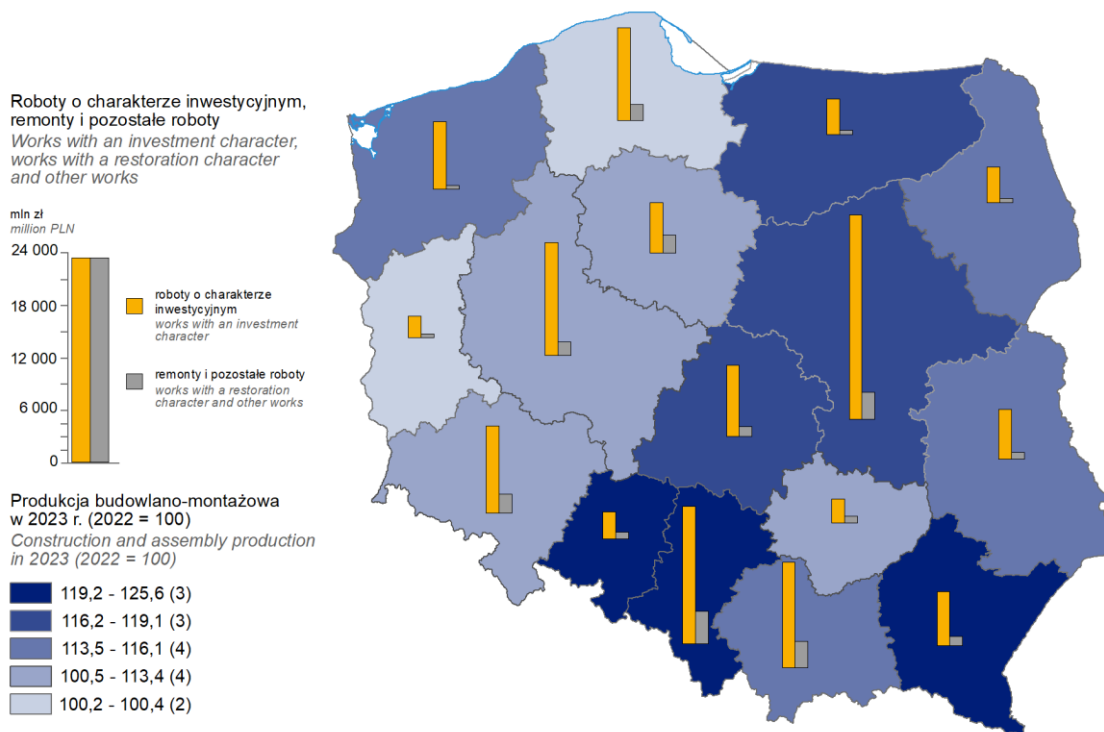 Roboty o charakterze inwestycyjnym,
remonty i pozostałe roboty
Works with an investment character,
works with a restoration character
and other works
mln zł
million PLN
24 000
18 000
12 000
6 000
0
roboty o charakterze
inwestycyjnym
works with an investment
character
remonty i pozostałe roboty
works with a restoration
character and other works
Produkcja budowlano-montażowa
w 2023 r. (2022 = 100)
Construction and assembly production
in 2023 (2022 = 100)
119,2 - 125,6 (3)
116,2 - 119,1 (3)
113,5 - 116,1 (4)
100,5 - 113,4 (4)
100,2 - 100,4 (2)